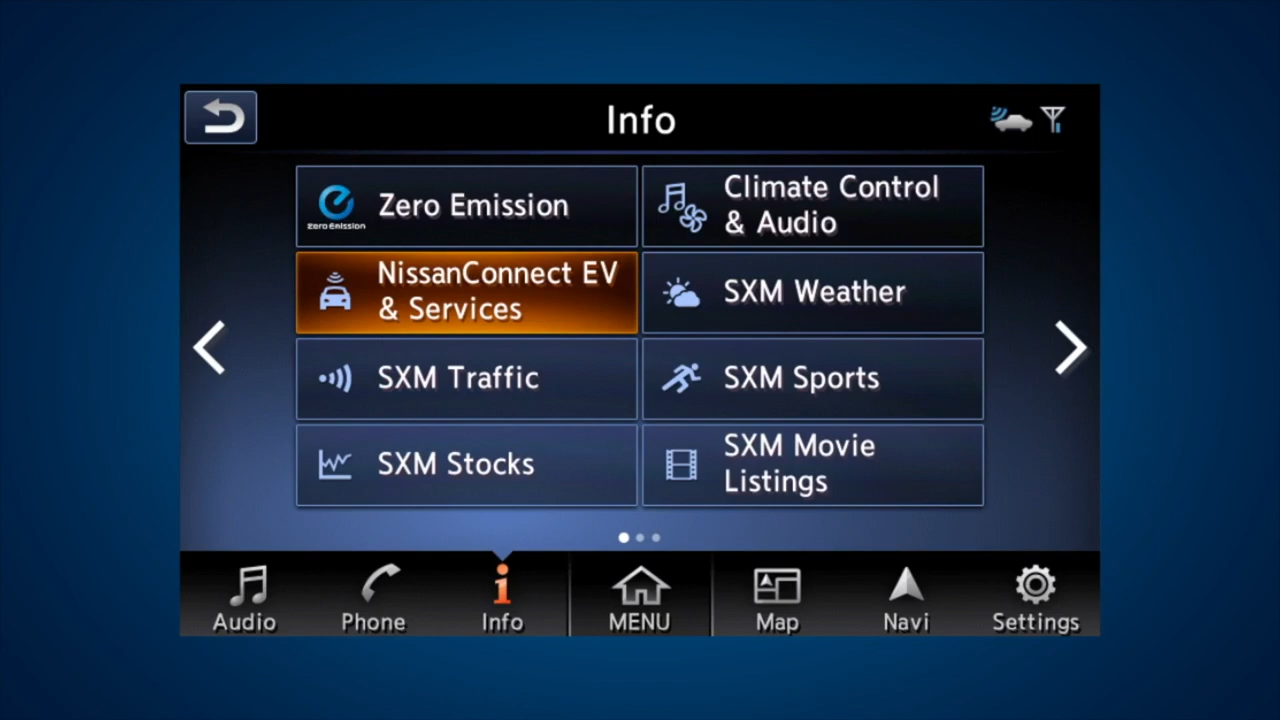 Info
Zero Emission
zero emission
Climate Control
& Audio
NissanConnect EV
& Services
SXM Weather
SXM Traffic
SXM Sports
SXM Stocks
SXM Movie
Listings
Audio
Phone
Info
MENU
Map
Navi
Settings